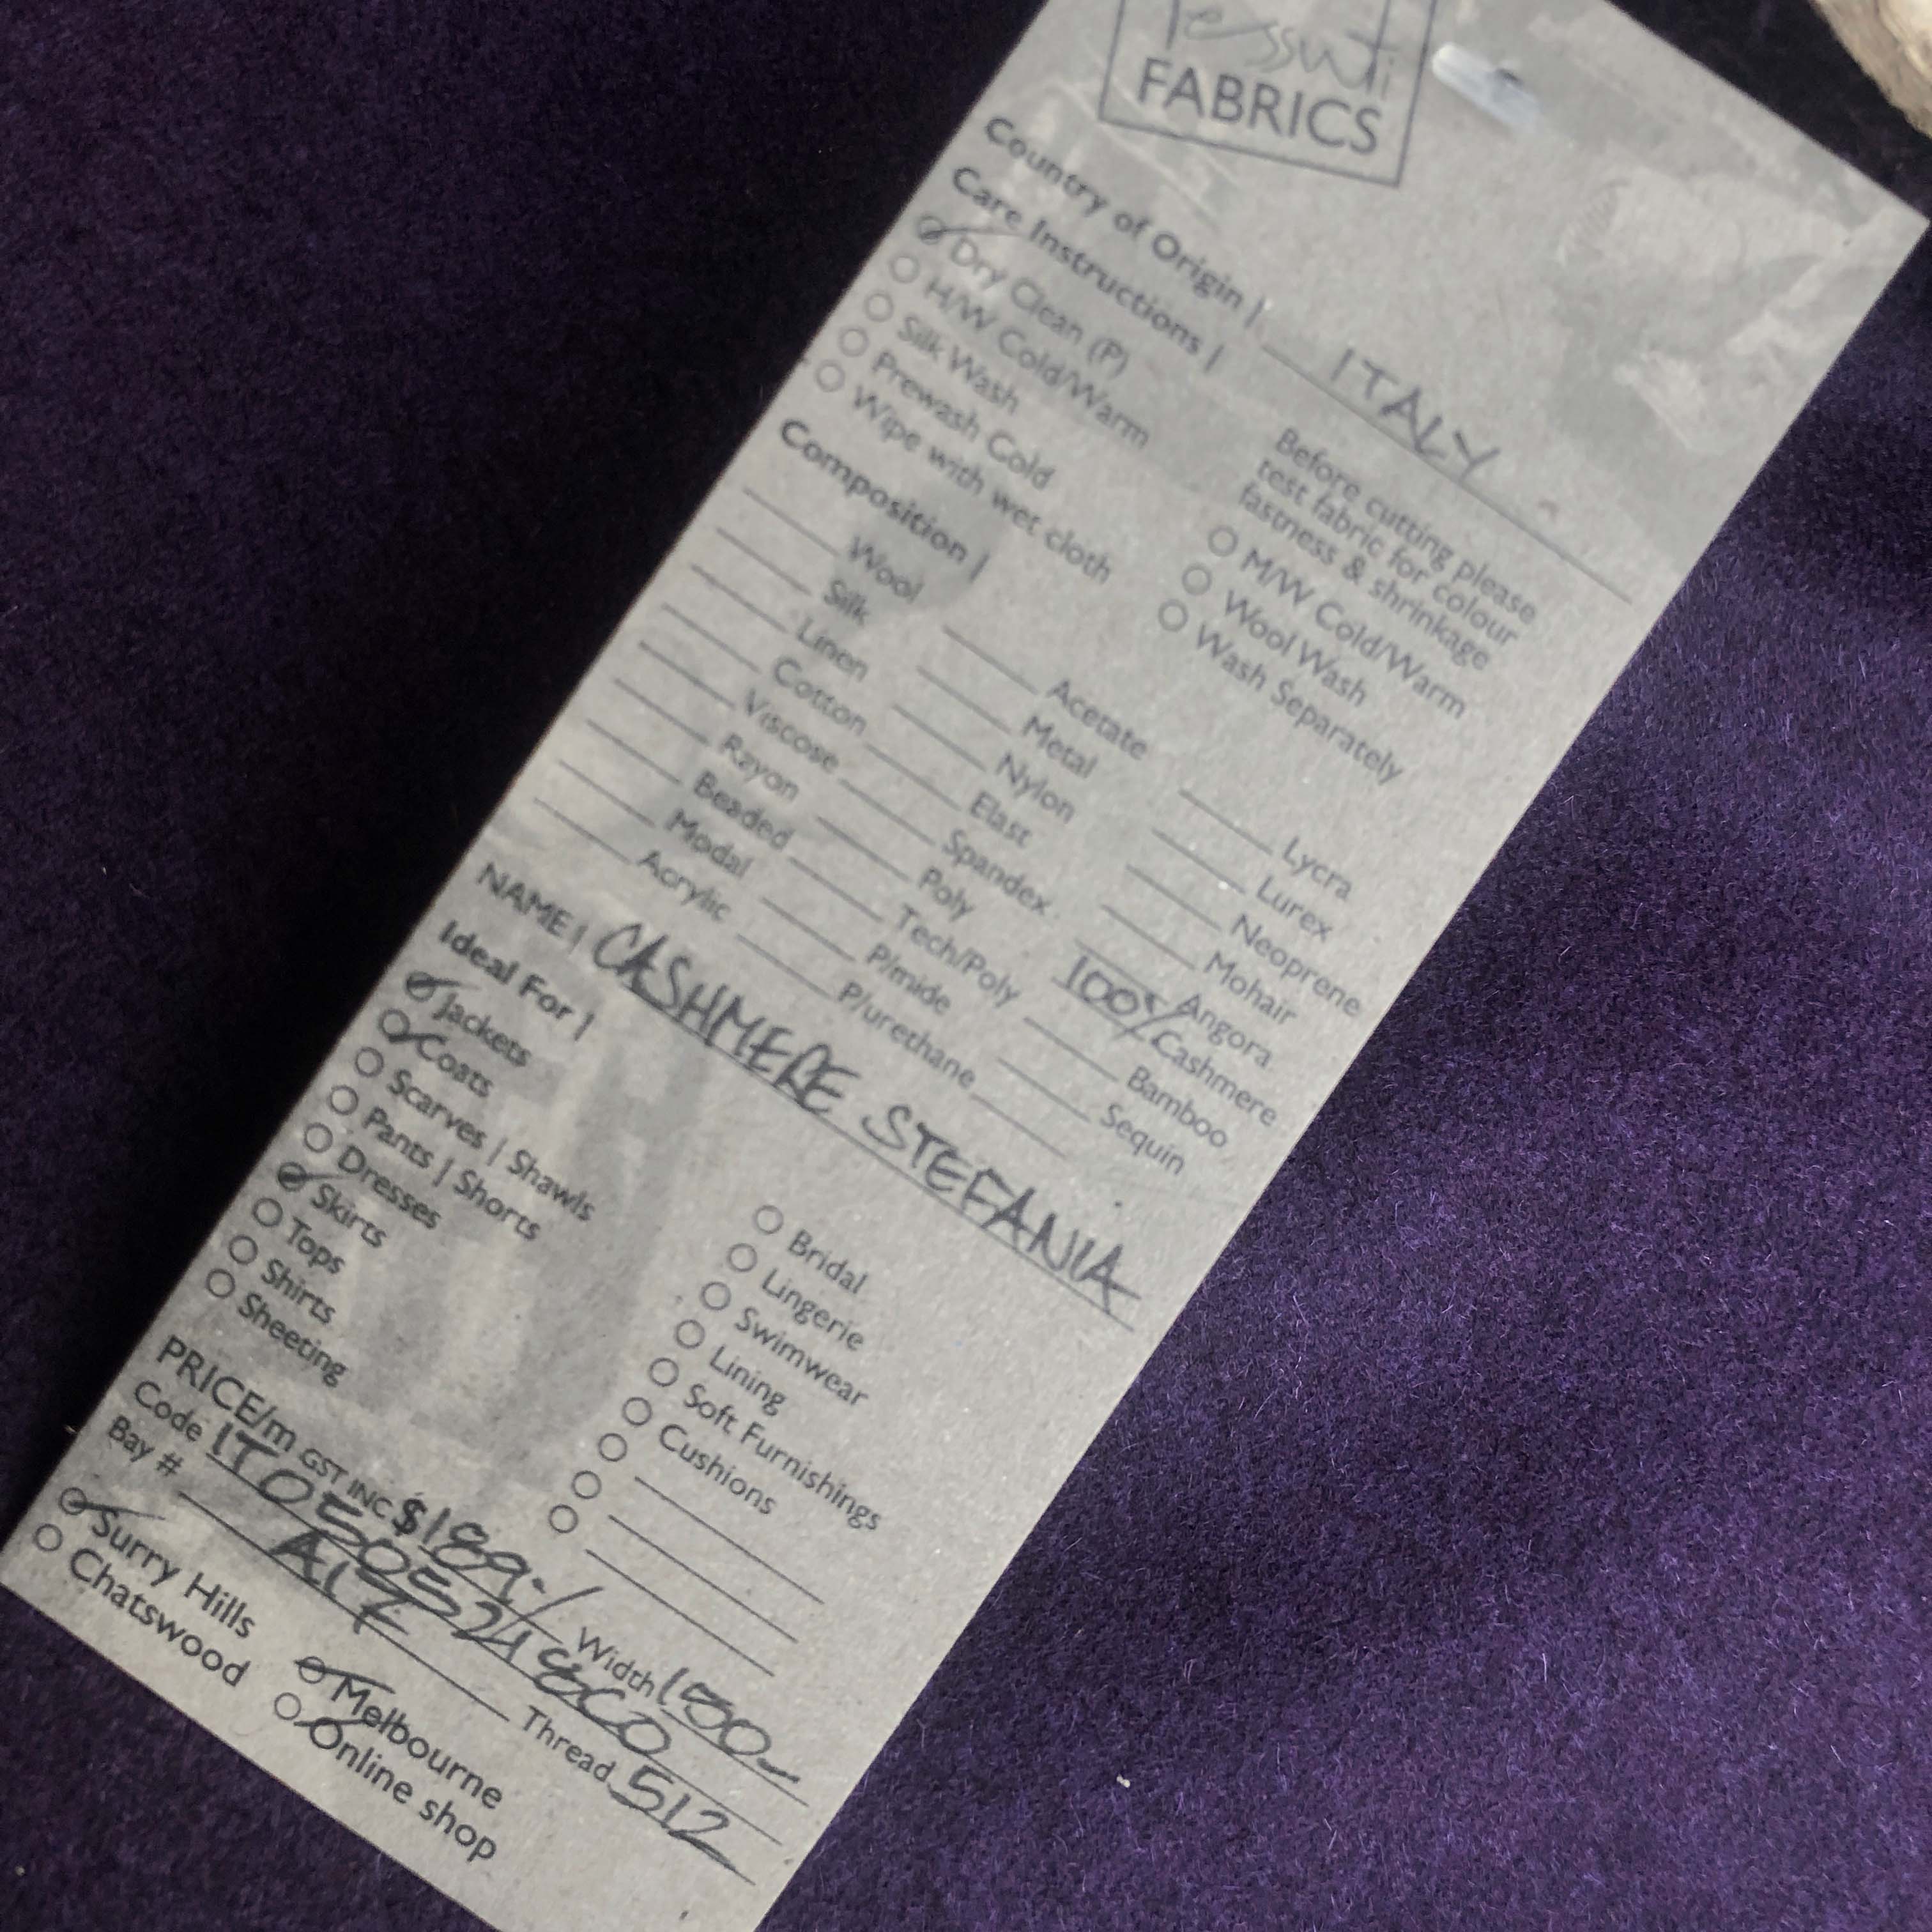 Tessuti
FABRICS
Country of Origin | ITALY
Care Instructions |
Dry Clean (P)
H/W Cold/Warm
Silk Wash
Prewash Cold
Wipe with wet cloth
Before cutting please
test fabric for colour
fastness & shrinkage
M/W Cold/Warm
Wool Wash
Wash Separately
Composition |
Wool
Silk
Linen
Cotton
Viscose
Rayon
Beaded
Modal
Acrylic
Acetate
Metal
Nylon
Elast
Spandex
Poly
Tech/Poly
P/mide
P/urethane
Lycra
Lurex
Neoprene
Mohair
Angora
100% Cashmere
Bamboo
Sequin
NAME | CASHMERE STEFANIA
Ideal For |
Jackets
Coats
Scarves | Shawls
Pants | Shorts
Dresses
Skirts
Tops
Shirts
Sheeting
Bridal
Lingerie
Swimwear
Lining
Soft Furnishings
Cushions
PRICE/m GST INC $189.-/ Width 150
Code
Bay # A17 Thread 512
Surry Hills
Chatswood
Melbourne
Online shop